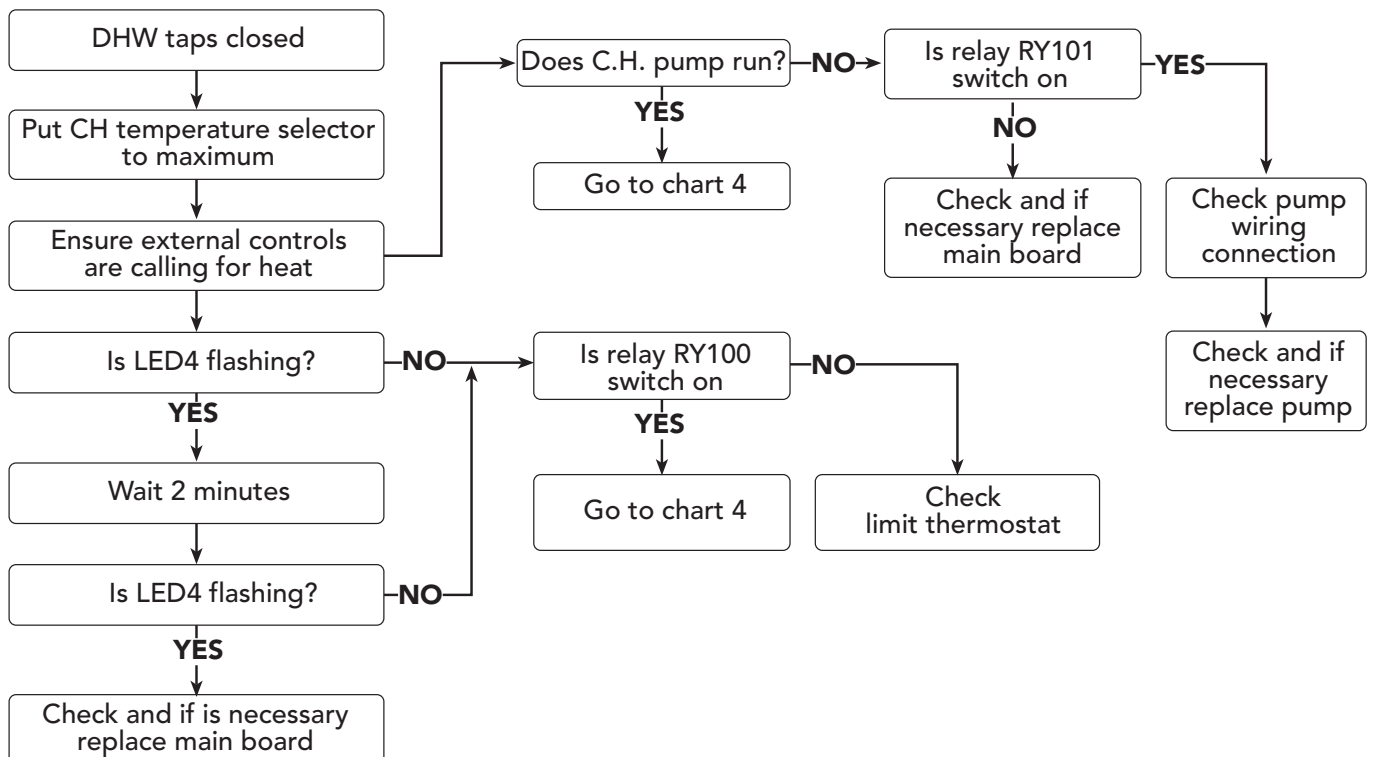 DHW taps closed
Put CH temperature selector
to maximum
Ensure external controls
are calling for heat
Is LED4 flashing?
NO
YES
Wait 2 minutes
Is LED4 flashing?
NO
YES
Check and if is necessary
replace main board
Does C.H. pump run?
NO
YES
Go to chart 4
Is relay RY101
switch on
YES
NO
Check and if
necessary replace
main board
Check pump
wiring
connection
Check and if
necessary
replace pump
Is relay RY100
switch on
NO
YES
Go to chart 4
Check
limit thermostat